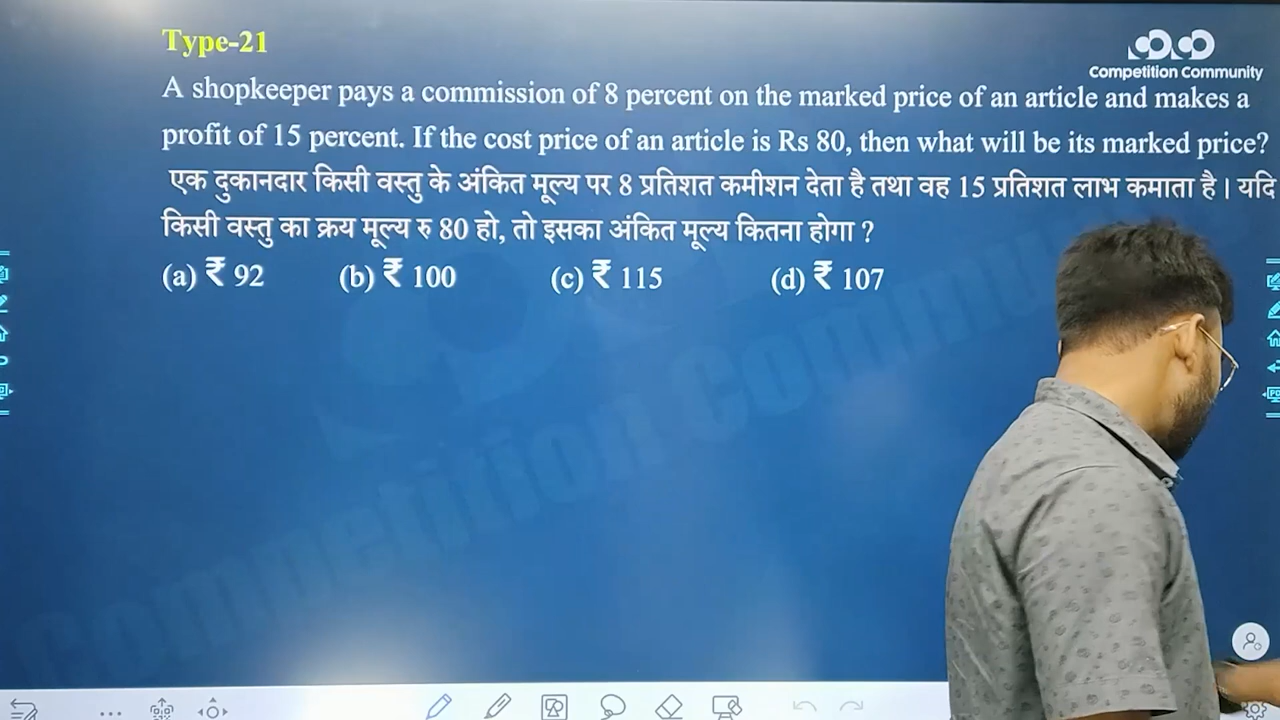 Type-21
Competition Community
A shopkeeper pays a commission of 8 percent on the marked price of an article and makes a
profit of 15 percent. If the cost price of an article is Rs 80, then what will be its marked price?
एक दुकानदार किसी वस्तु के अंकित मूल्य पर 8 प्रतिशत कमीशन देता है तथा वह 15 प्रतिशत लाभ कमाता है। यदि
किसी वस्तु का क्रय मूल्य रु 80 हो, तो इसका अंकित मूल्य कितना होगा ?
(a) ₹ 92 (b) ₹ 100 (c) ₹ 115 (d) ₹ 107
Competition Community